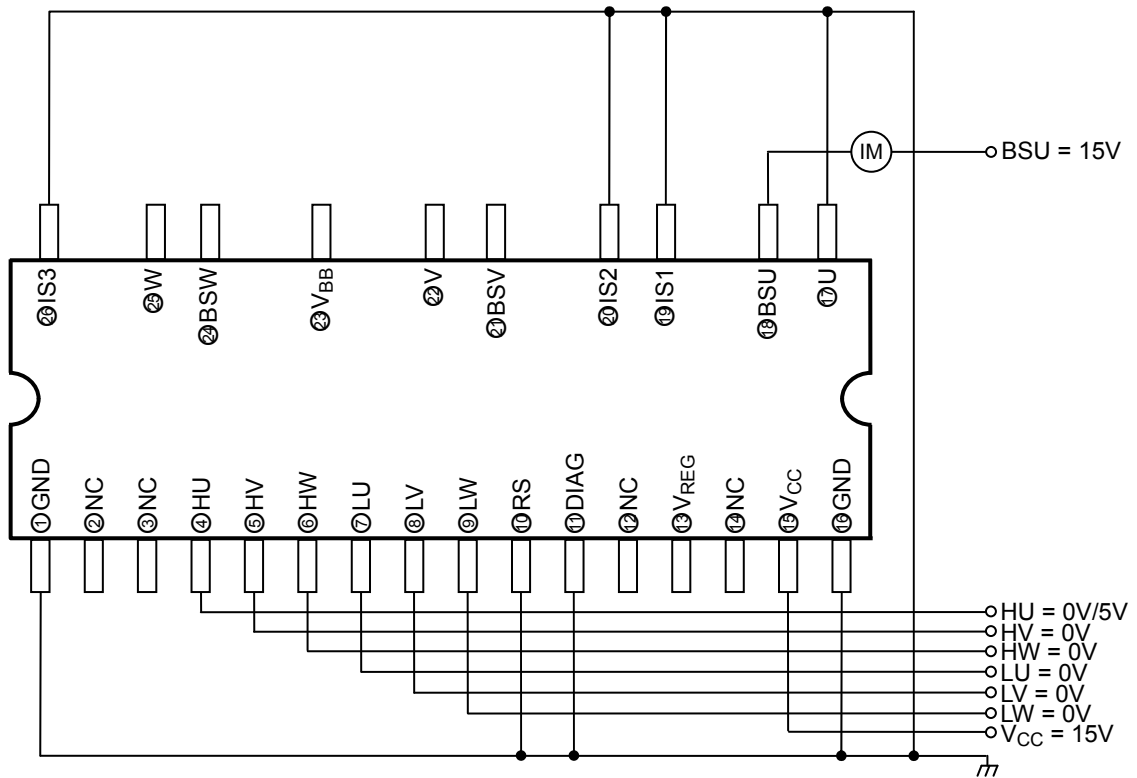 IM
BSU = 15V
㉖IS3
㉕W
㉔BSW
㉓VBB
㉒V
㉑BSV
⑳IS2
⑲IS1
⑱BSU
⑰U
①GND
②NC
③NC
④HU
⑤HV
⑥HW
⑦LU
⑧LV
⑨LW
⑩RS
⑪DIAG
⑫NC
⑬VREG
⑭NC
⑮VCC
⑯GND
HU = 0V/5V
HV = 0V
HW = 0V
LU = 0V
LV = 0V
LW = 0V
VCC = 15V